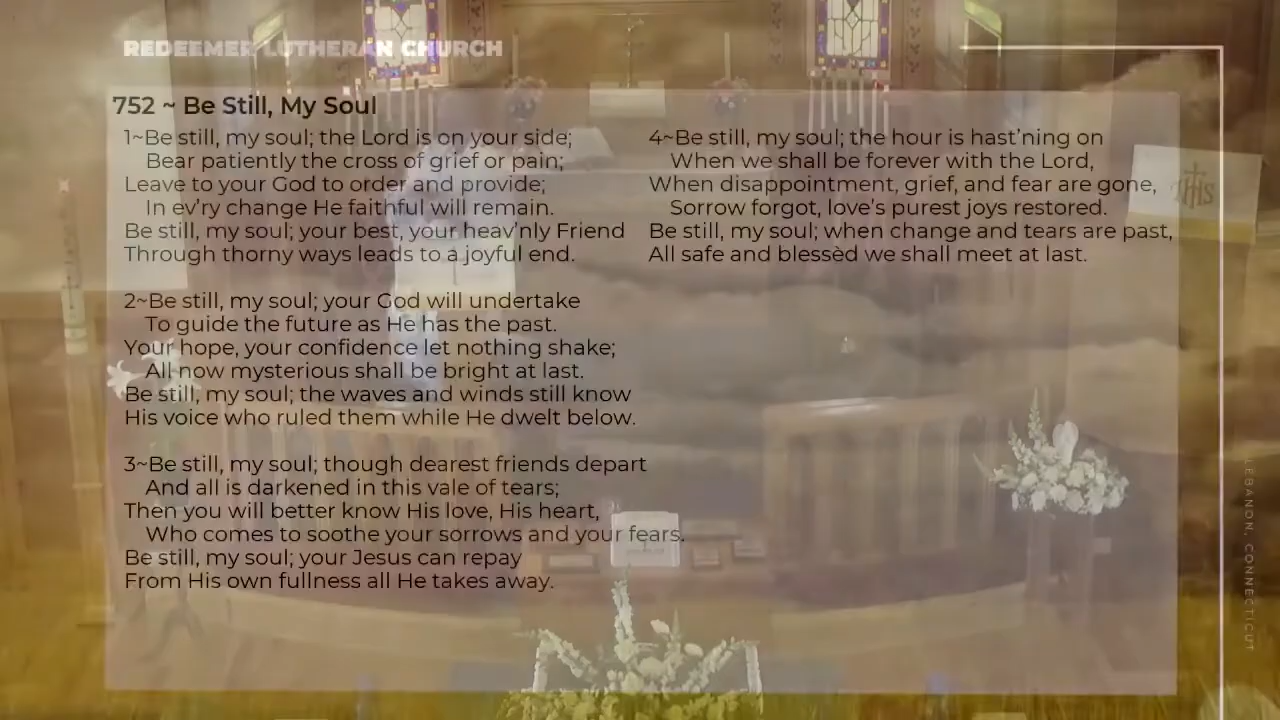 REDEEMER LUTHERAN CHURCH
752 ~ Be Still, My Soul
1~Be still, my soul; the Lord is on your side;
Bear patiently the cross of grief or pain;
Leave to your God to order and provide;
In ev'ry change He faithful will remain.
Be still, my soul; your best, your heav'nly Friend
Through thorny ways leads to a joyful end.
2~Be still, my soul; your God will undertake
To guide the future as He has the past.
Your hope, your confidence let nothing shake;
All now mysterious shall be bright at last.
Be still, my soul; the waves and winds still know
His voice who ruled them while He dwelt below.
3~Be still, my soul; though dearest friends depart
And all is darkened in this vale of tears;
Then you will better know His love, His heart,
Who comes to soothe your sorrows and your fears.
Be still, my soul; your Jesus can repay
From His own fullness all He takes away.
4~Be still, my soul; the hour is hast'ning on
When we shall be forever with the Lord,
When disappointment, grief, and fear are gone,
Sorrow forgot, love's purest joys restored.
Be still, my soul; when change and tears are past,
All safe and blessèd we shall meet at last.
IHS
LEBANON, CONNECTICUT